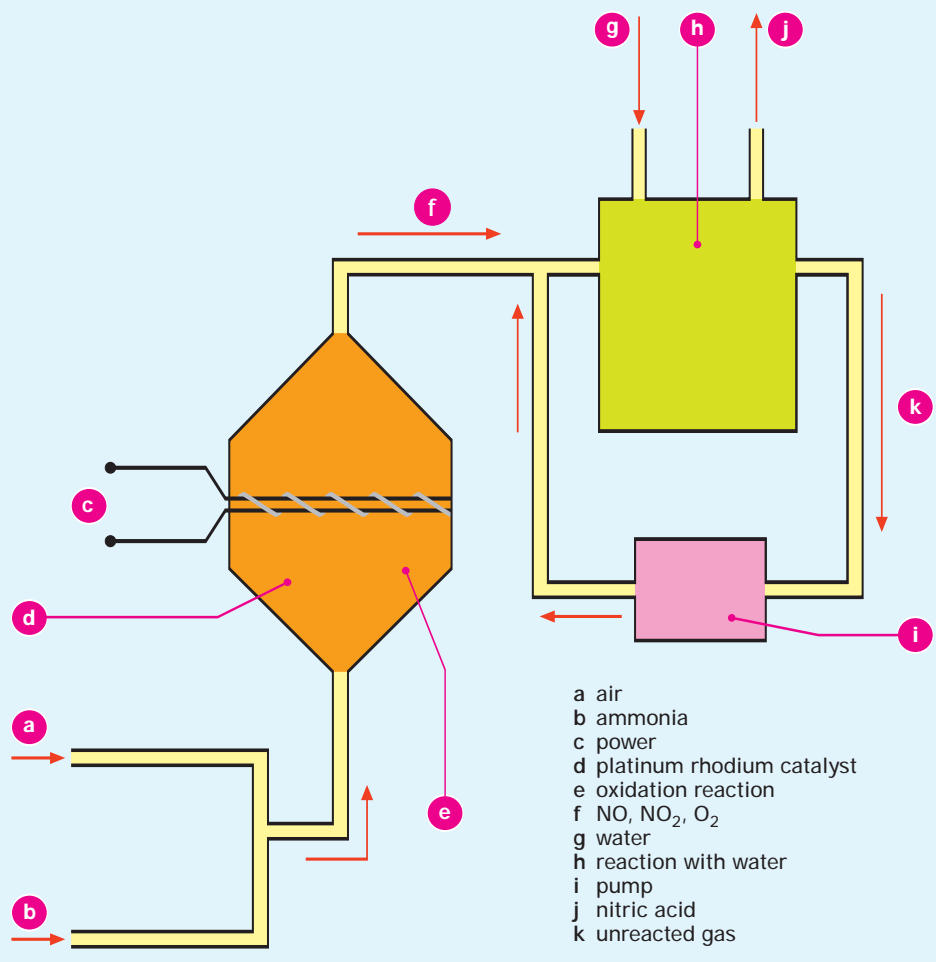 g
h
j
f
k
c
d
i
a
e
b
a air
b ammonia
c power
d platinum rhodium catalyst
e oxidation reaction
f NO, NO₂, O₂
g water
h reaction with water
i pump
j nitric acid
k unreacted gas